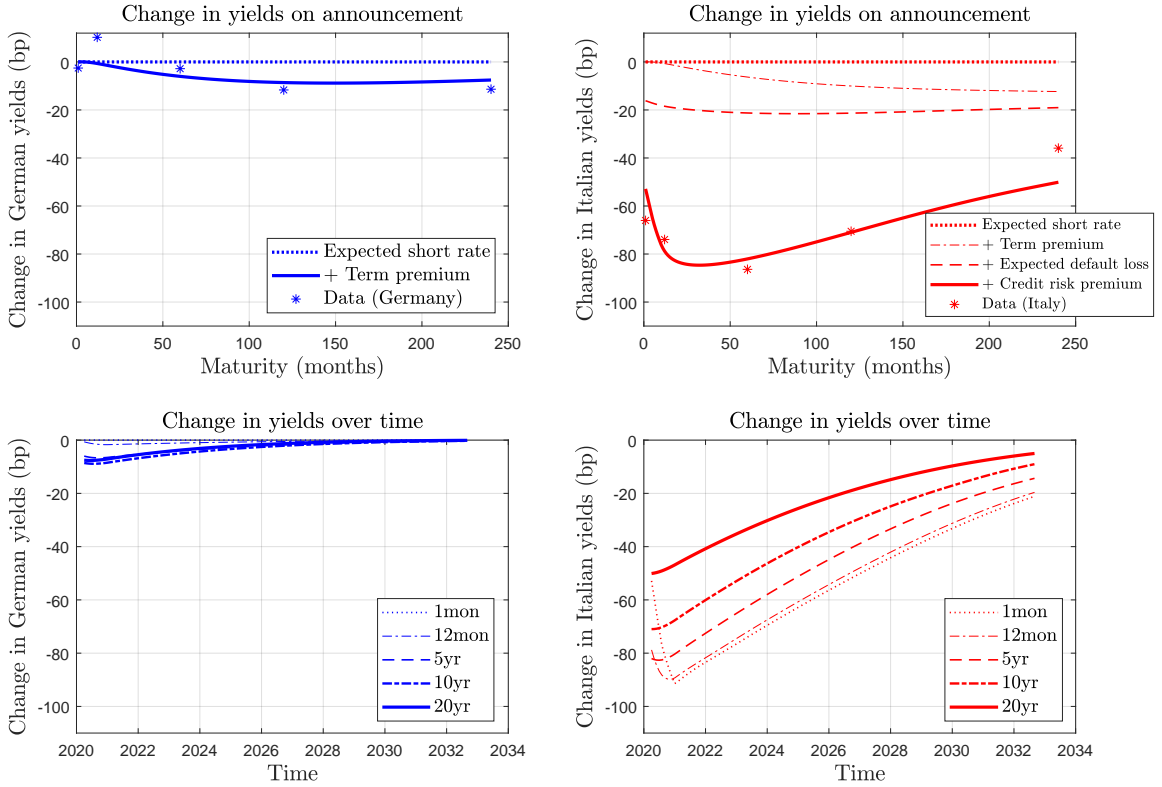 Change in yields on announcement
Change in German yields (bp)
0
-20
-40
-60
-80
-100
Expected short rate
+ Term premium
Data (Germany)
0 50 100 150 200 250
Maturity (months)
Change in yields on announcement
Change in Italian yields (bp)
0
-20
-40
-60
-80
-100
Expected short rate
+ Term premium
+ Expected default loss
+ Credit risk premium
Data (Italy)
0 50 100 150 200 250
Maturity (months)
Change in yields over time
Change in German yields (bp)
0
-20
-40
-60
-80
-100
1mon
12mon
5yr
10yr
20yr
2020 2022 2024 2026 2028 2030 2032 2034
Time
Change in yields over time
Change in Italian yields (bp)
0
-20
-40
-60
-80
-100
1mon
12mon
5yr
10yr
20yr
2020 2022 2024 2026 2028 2030 2032 2034
Time